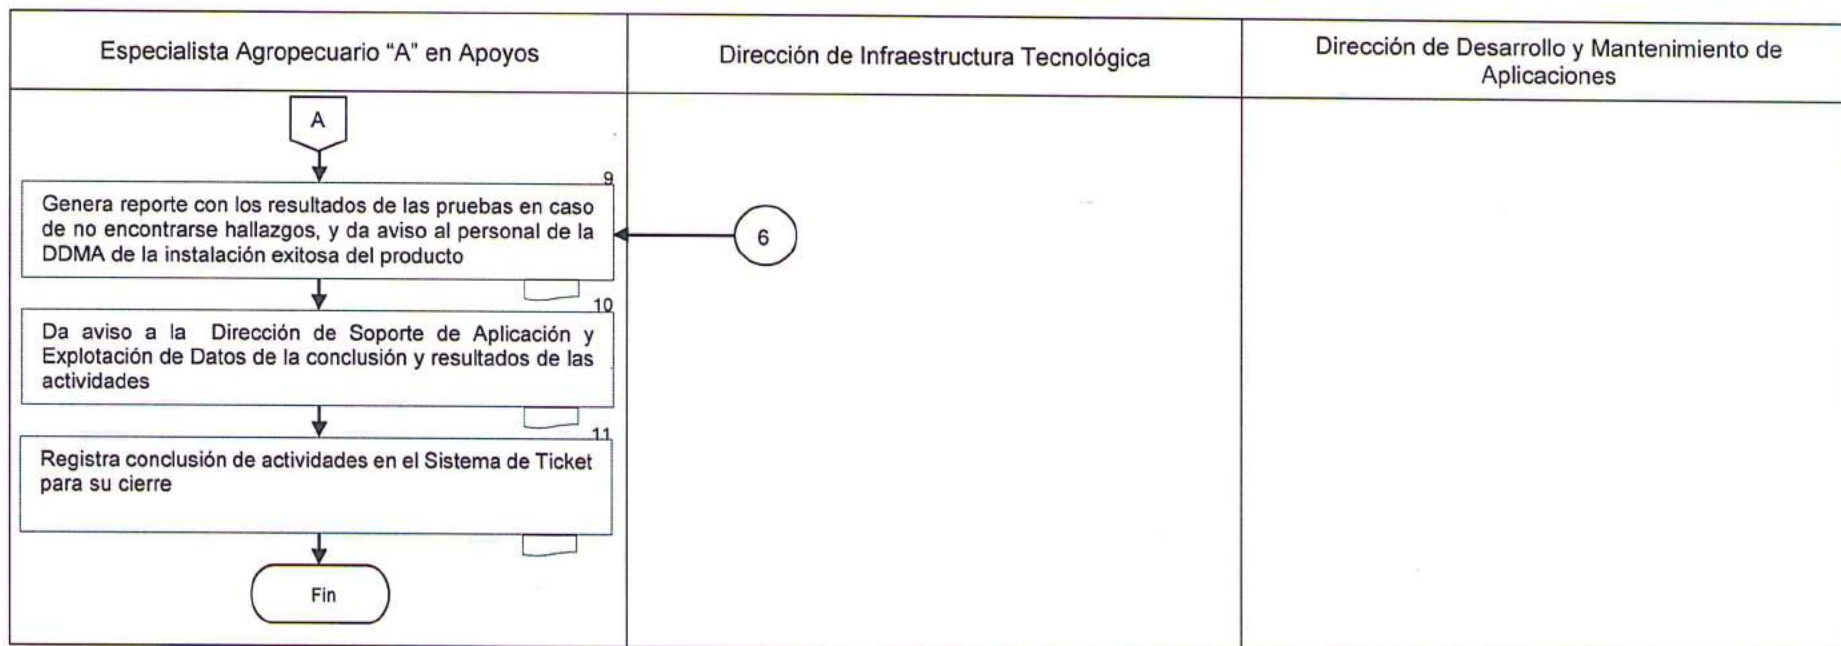 Especialista Agropecuario “A” en Apoyos
Dirección de Infraestructura Tecnológica
Dirección de Desarrollo y Mantenimiento de
Aplicaciones
A
9
Genera reporte con los resultados de las pruebas en caso
de no encontrarse hallazgos, y da aviso al personal de la
DDMA de la instalación exitosa del producto
6
10
Da aviso a la Dirección de Soporte de Aplicación y
Explotación de Datos de la conclusión y resultados de las
actividades
11
Registra conclusión de actividades en el Sistema de Ticket
para su cierre
Fin